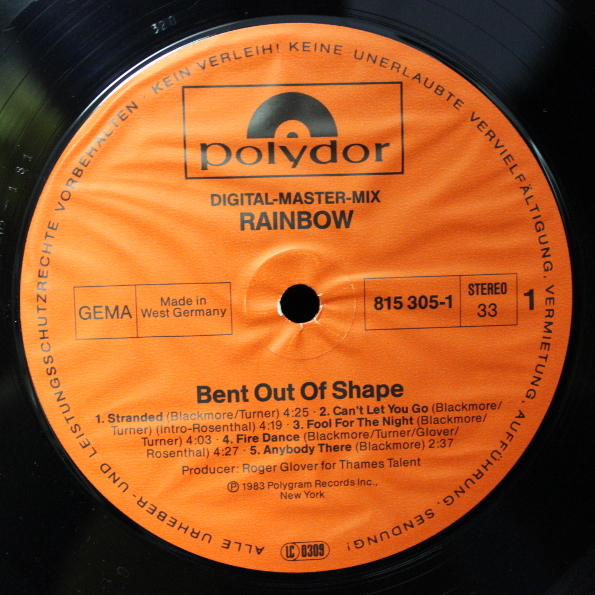 ALLE URHEBER- UND LEISTUNGSSCHUTZRECHTE VORBEHALTEN · KEIN VERLEIH! KEINE UNERLAUBTE VERVIELFÄLTIGUNG, VERMIETUNG, AUFFÜHRUNG, SENDUNG!
polydor
DIGITAL-MASTER-MIX
RAINBOW
GEMA
Made in
West Germany
815 305-1
STEREO
33
1
Bent Out Of Shape
1. Stranded (Blackmore/Turner) 4:25 · 2. Can't Let You Go (Blackmore/
Turner) (Intro-Rosenthal) 4:19 · 3. Fool For The Night (Blackmore/
Turner) 4:03 · 4. Fire Dance (Blackmore/Turner/Glover/
Rosenthal) 4:27 · 5. Anybody There (Blackmore) 2:37
Producer: Roger Glover for Thames Talent
Ⓟ 1983 Polygram Records Inc.,
New York
LC 0309
320